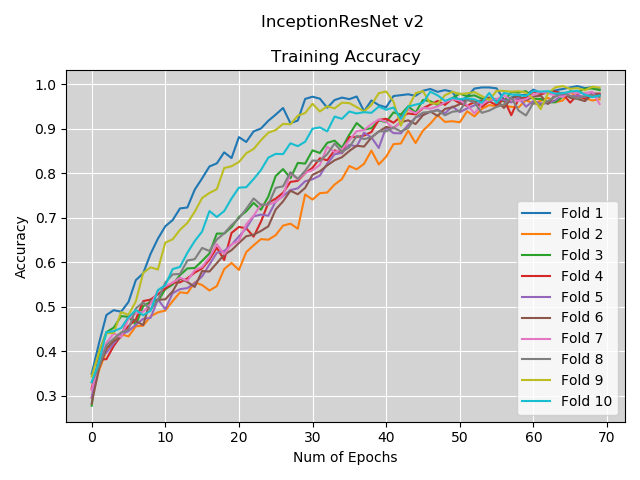 InceptionResNet v2
Training Accuracy
1.0
0.9
0.8
0.7
0.6
0.5
0.4
0.3
Accuracy
0 10 20 30 40 50 60 70
Num of Epochs
Fold 1
Fold 2
Fold 3
Fold 4
Fold 5
Fold 6
Fold 7
Fold 8
Fold 9
Fold 10